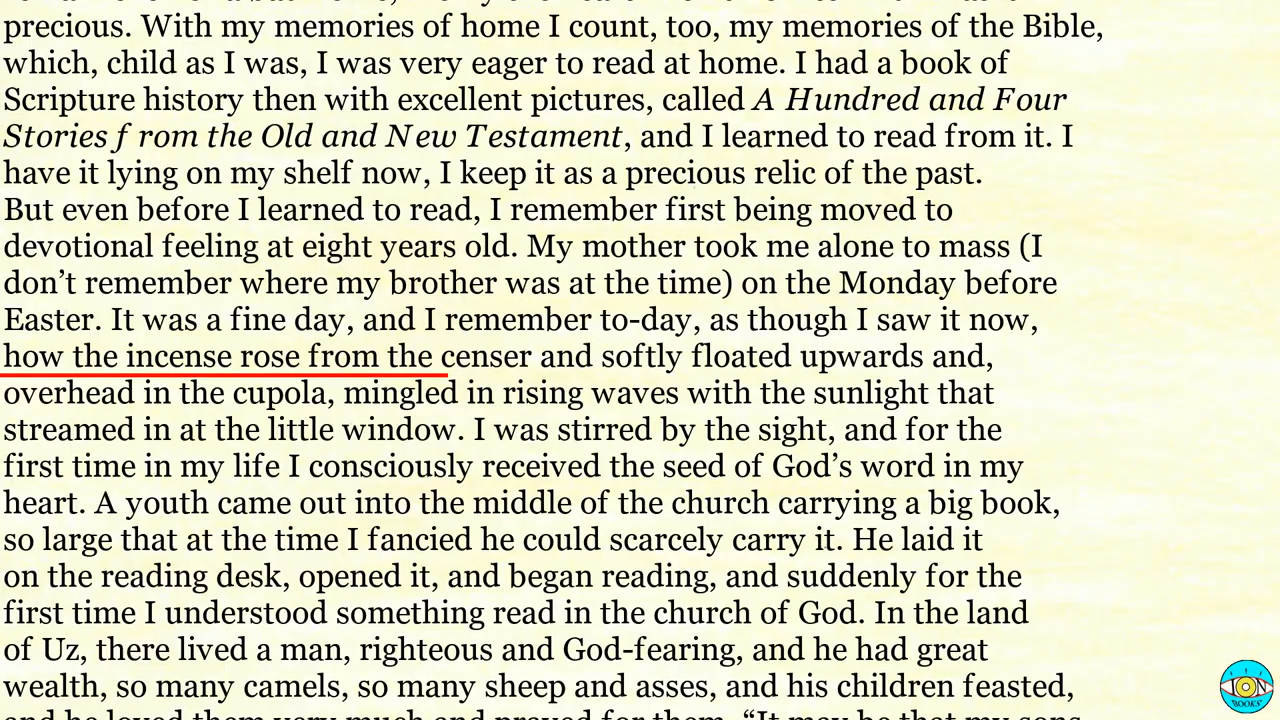 precious. With my memories of home I count, too, my memories of the Bible,
which, child as I was, I was very eager to read at home. I had a book of
Scripture history then with excellent pictures, called A Hundred and Four
Stories f rom the Old and New Testament, and I learned to read from it. I
have it lying on my shelf now, I keep it as a precious relic of the past.
But even before I learned to read, I remember first being moved to
devotional feeling at eight years old. My mother took me alone to mass (I
don’t remember where my brother was at the time) on the Monday before
Easter. It was a fine day, and I remember to-day, as though I saw it now,
how the incense rose from the censer and softly floated upwards and,
overhead in the cupola, mingled in rising waves with the sunlight that
streamed in at the little window. I was stirred by the sight, and for the
first time in my life I consciously received the seed of God’s word in my
heart. A youth came out into the middle of the church carrying a big book,
so large that at the time I fancied he could scarcely carry it. He laid it
on the reading desk, opened it, and began reading, and suddenly for the
first time I understood something read in the church of God. In the land
of Uz, there lived a man, righteous and God-fearing, and he had great
wealth, so many camels, so many sheep and asses, and his children feasted,
and he loved them very much and prayed for them. “It may be that my sons
ION
BOOKS